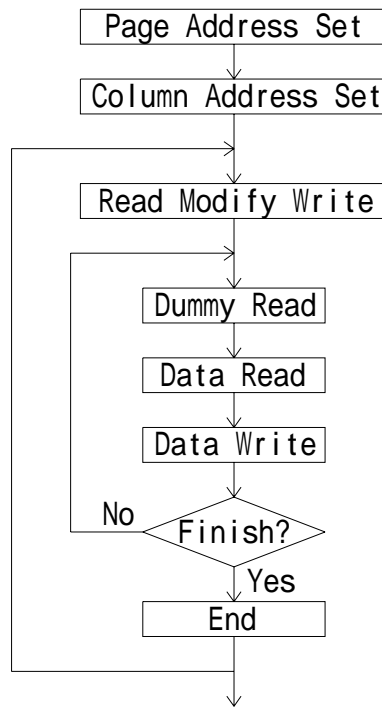 Page Address Set
Column Address Set
Read Modify Write
Dummy Read
Data Read
Data Write
No
Finish?
Yes
End